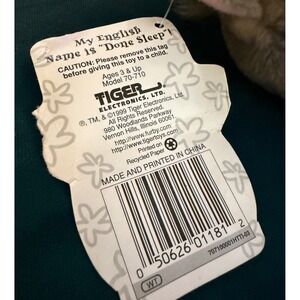 My English
Name Is "Done Sleep"!
CAUTION: Please remove this tag
before giving this toy to a child.
Ages 3 & Up
Model 70-710
TIGER
ELECTRONICS, LTD.
®, TM, & ©1999 Tiger Electronics, Ltd.
All Rights Reserved.
980 Woodlands Parkway
Vernon Hills, Illinois 60061
http://www.furby.com
http://www.tigertoys.com
Printed on
Recycled Paper
MADE AND PRINTED IN CHINA
0 50626 01181 2
WT